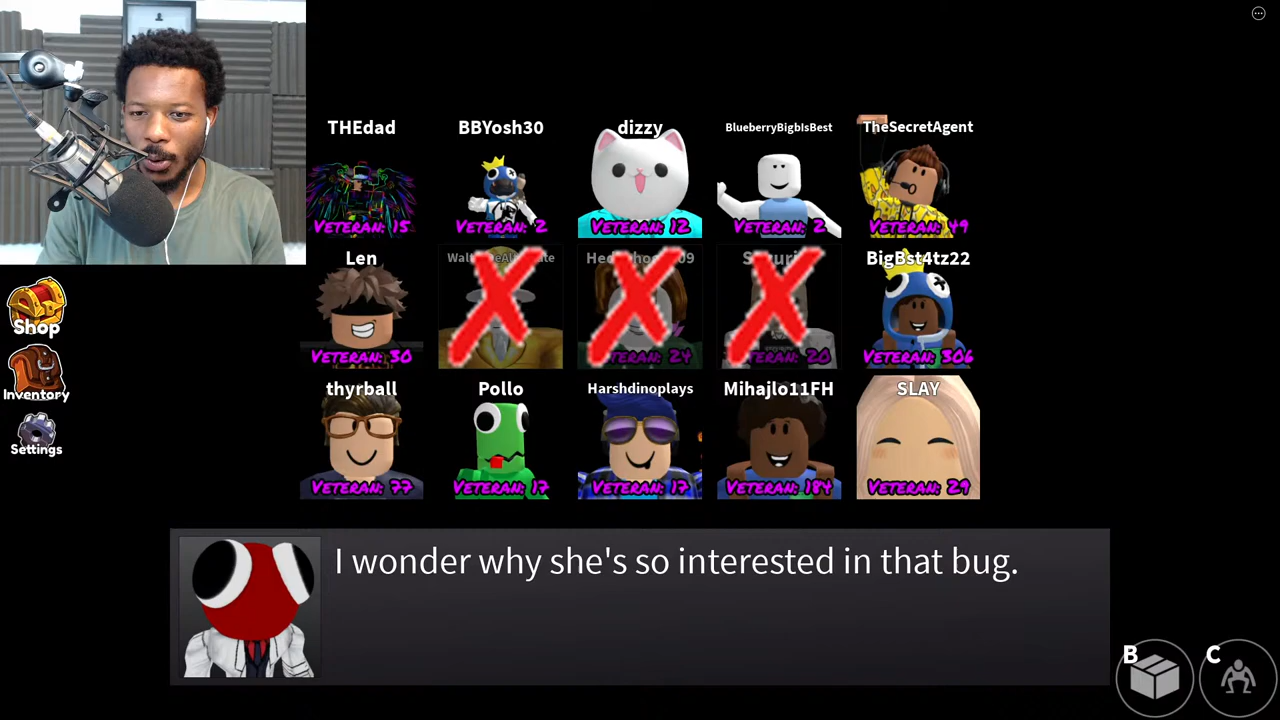 THEdad
BBYosh30
dizzy
BlueberryBigbIsBest
TheSecretAgent
VETERAN: 15
VETERAN: 2
VETERAN: 12
VETERAN: 2
VETERAN: 49
Len
BigBst4tz22
VETERAN: 30
VETERAN: 306
thyrball
Pollo
Harshdinoplays
Mihajlo11FH
SLAY
VETERAN: 77
VETERAN: 17
VETERAN: 17
VETERAN: 184
VETERAN: 29
Shop
Inventory
Settings
I wonder why she's so interested in that bug.
B
C